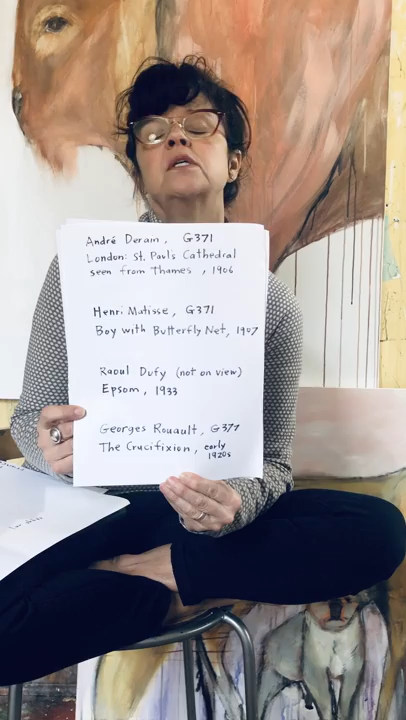 André Derain, G371
London: St. Paul's Cathedral
seen from Thames, 1906
Henri Matisse, G371
Boy with Butterfly Net, 1907
Raoul Dufy (not on view)
Epsom, 1933
Georges Rouault, G371
The Crucifixion, early
1920s